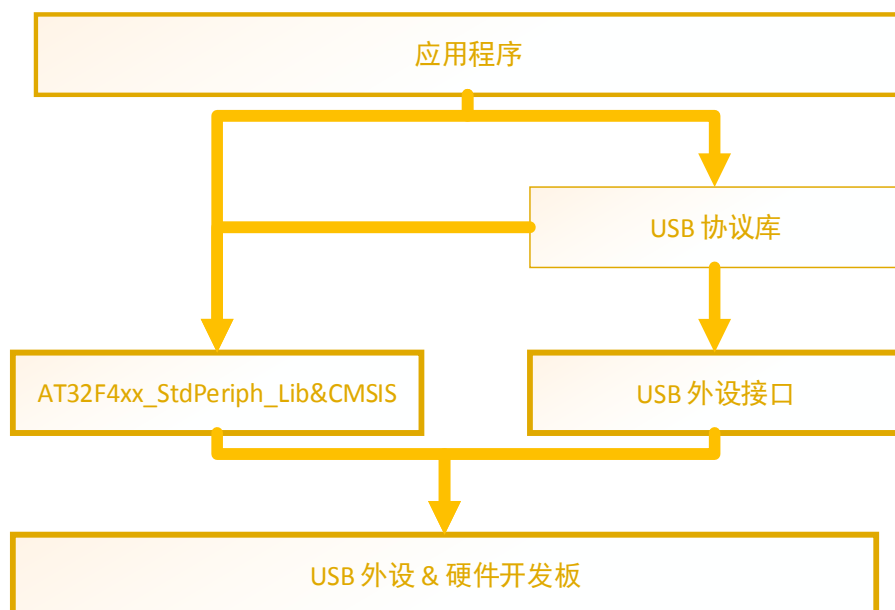 应用程序
USB 协议库
AT32F4xx_StdPeriph_Lib&CMSIS
USB 外设接口
USB 外设 & 硬件开发板